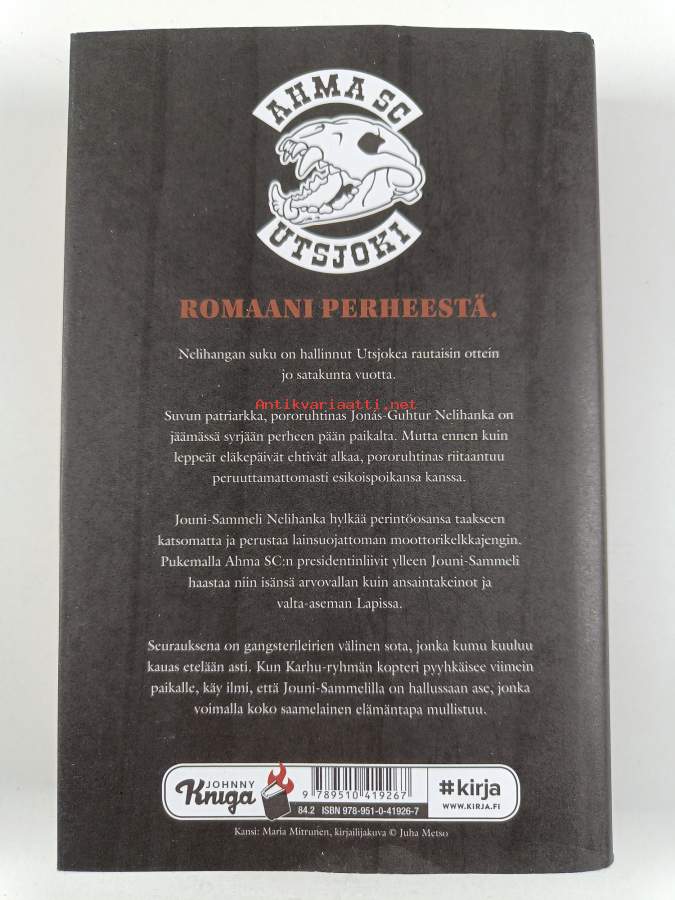 AHMA SC
UTSJOKI
ROMAANI PERHEESTÄ.
Nelihangan suku on hallinnut Utsjokea rautaisin ottein
jo satakunta vuotta.
Antikvariaatti.net
Suvun patriarkka, pororuhtinas Jonas-Guhtur Nelihanka on
jäämässä syrjään perheen pään paikalta. Mutta ennen kuin
leppeät eläkepäivät ehtivät alkaa, pororuhtinas riitaantuu
peruuttamattomasti esikoispoikansa kanssa.
Jouni-Sammeli Nelihanka hylkää perintöosansa taakseen
katsomatta ja perustaa lainsuojattoman moottorikelkkajengin.
Pukemalla Ahma SC:n presidentinliivit ylleen Jouni-Sammeli
haastaa niin isänsä arvovallan kuin ansaintakeinot ja
valta-aseman Lapissa.
Seurauksena on gangsterileirien välinen sota, jonka kumu kuuluu
kauas etelään asti. Kun Karhu-ryhmän kopteri pyyhkäisee viimein
paikalle, käy ilmi, että Jouni-Sammelilla on hallussaan ase, jonka
voimalla koko saamelainen elämäntapa mullistuu.
JOHNNY
Kniga
9 789510 419267
84.2 ISBN 978-951-0-41926-7
#kirja
WWW.KIRJA.FI
Kansi: Maria Mitrunen, kirjailijakuva © Juha Metso